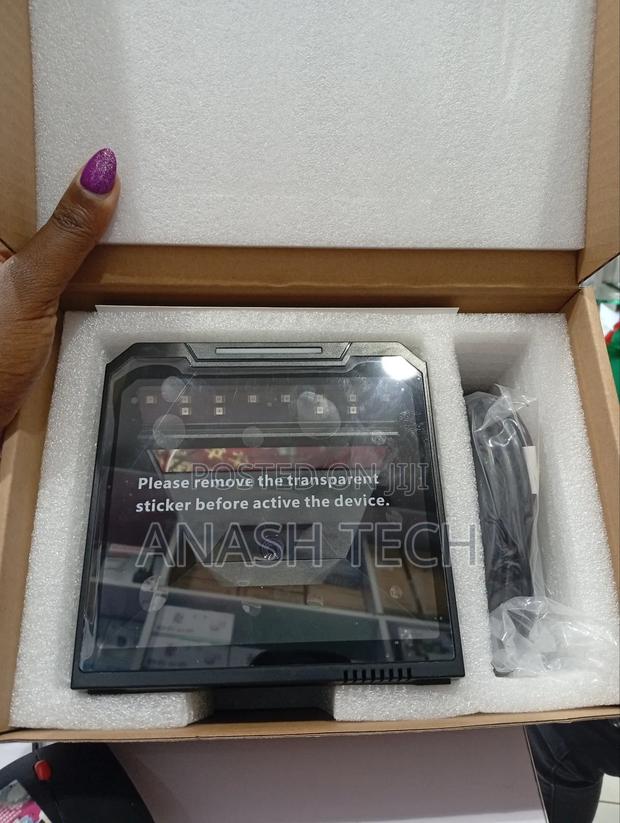 POSTED ON JIJI
Please remove the transparent
sticker before active the device.
ANASH TECH